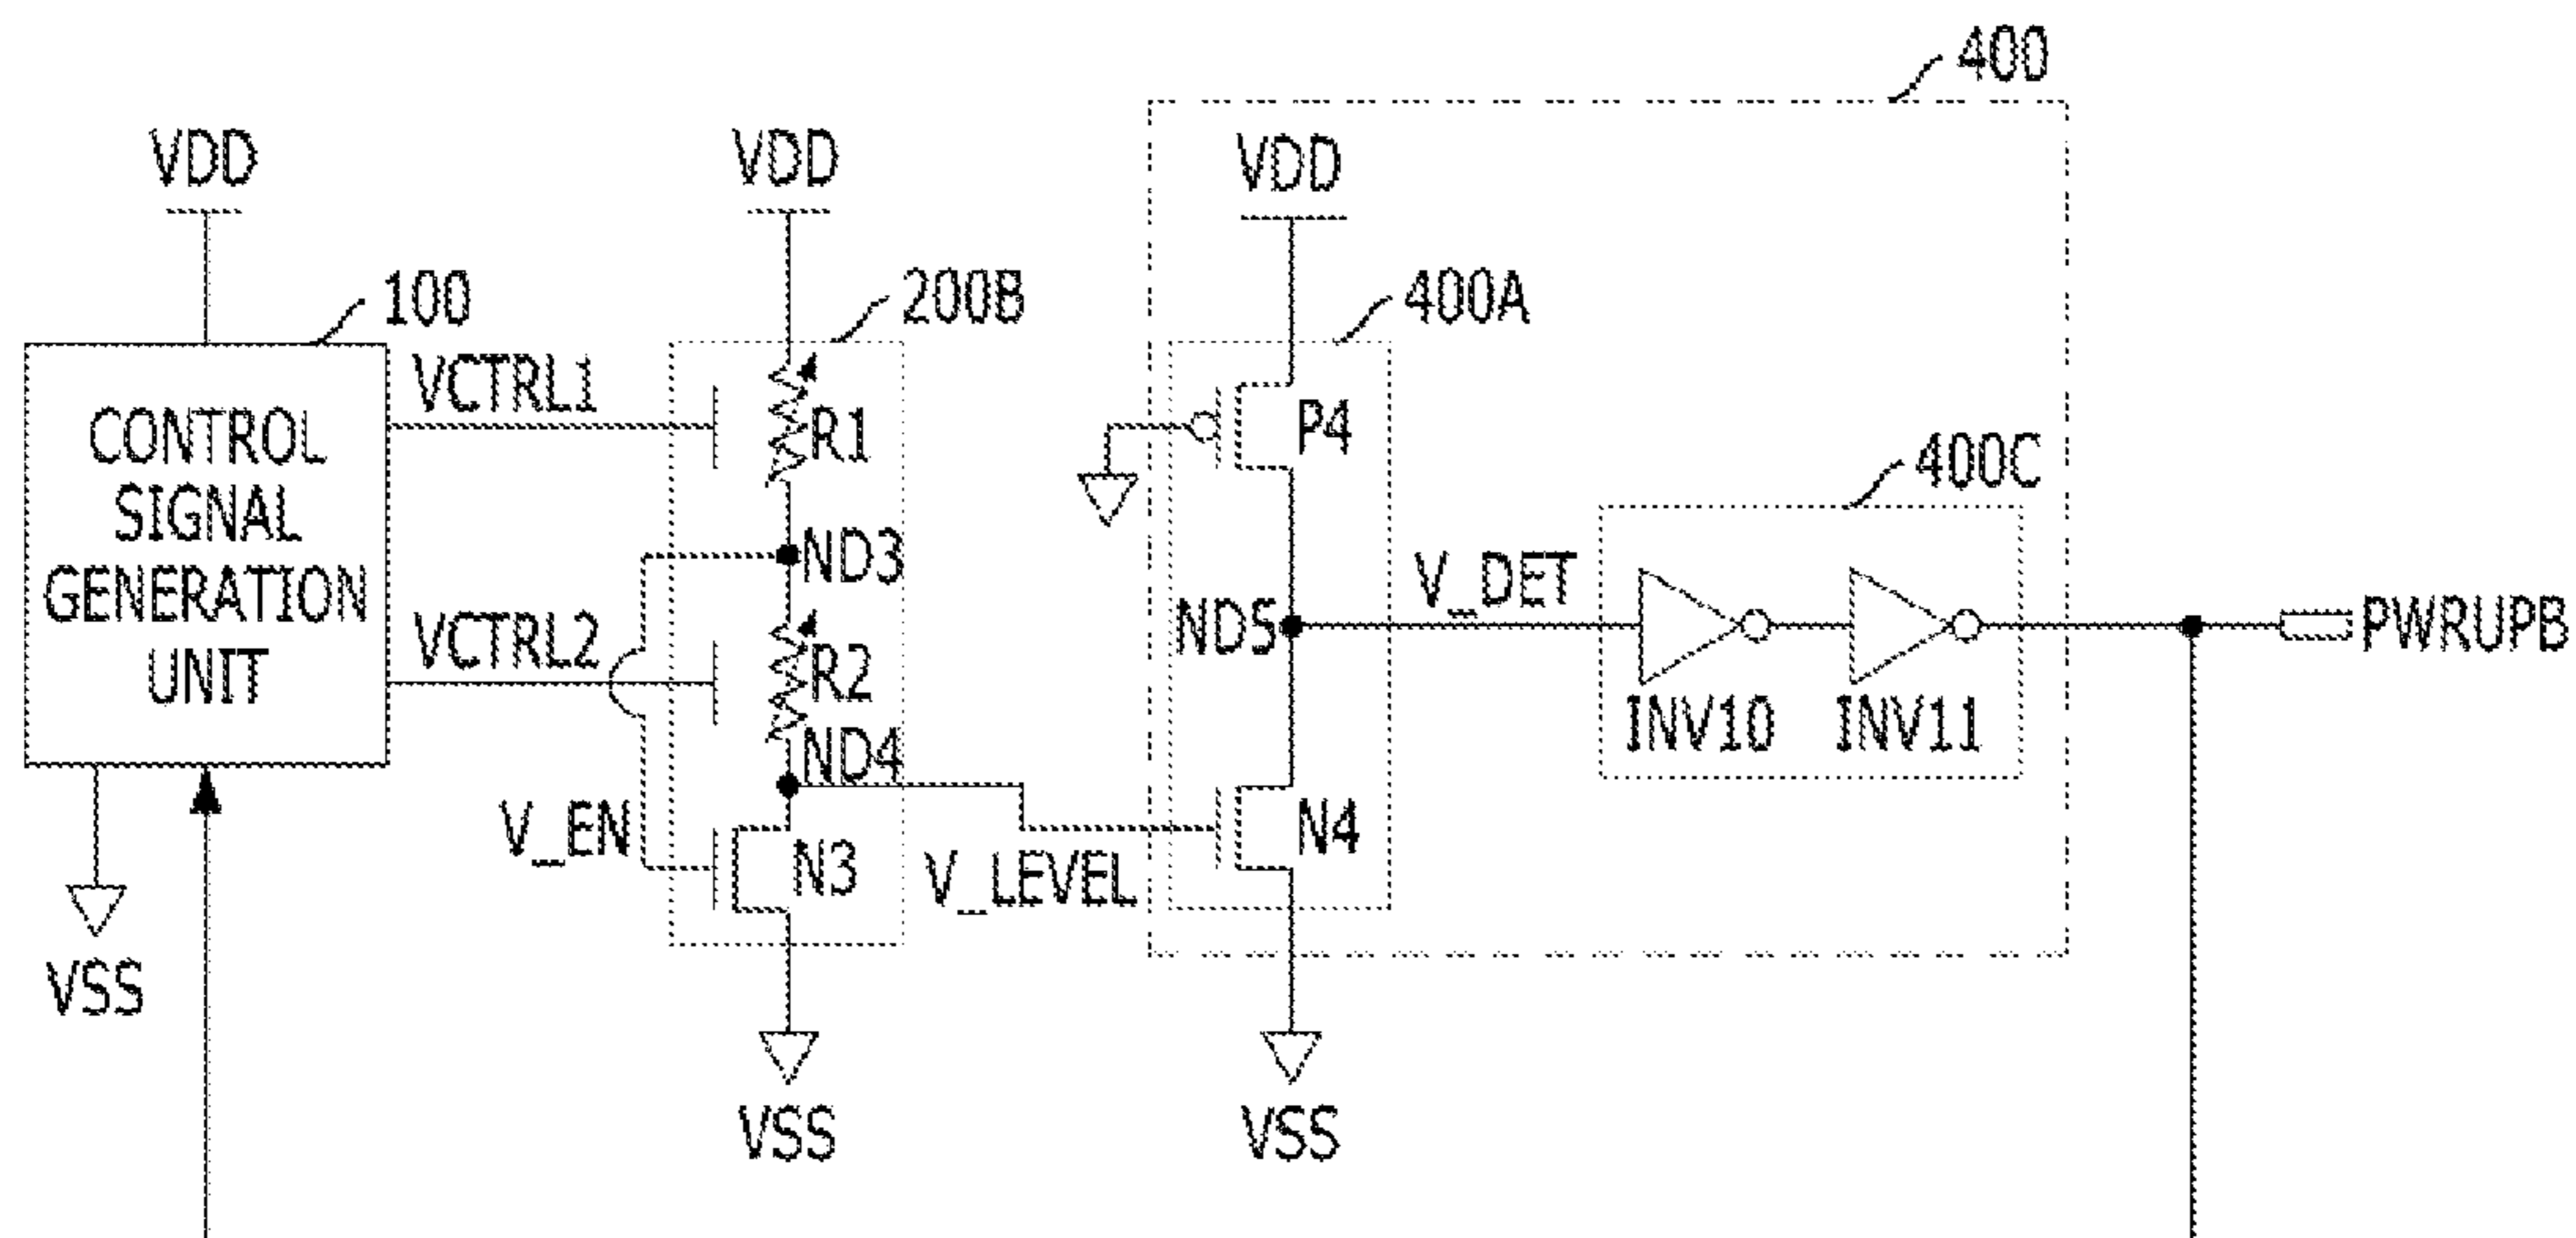 400
VDD
VDD
VDD
100
200B
400A
VCTRL1
R1
P4
CONTROL
SIGNAL
GENERATION
UNIT
400C
ND3
V_DET
VCTRL2
R2
ND5
PWRUPB
INV10
INV11
ND4
V_EN
N3
V_LEVEL
N4
VSS
VSS
VSS